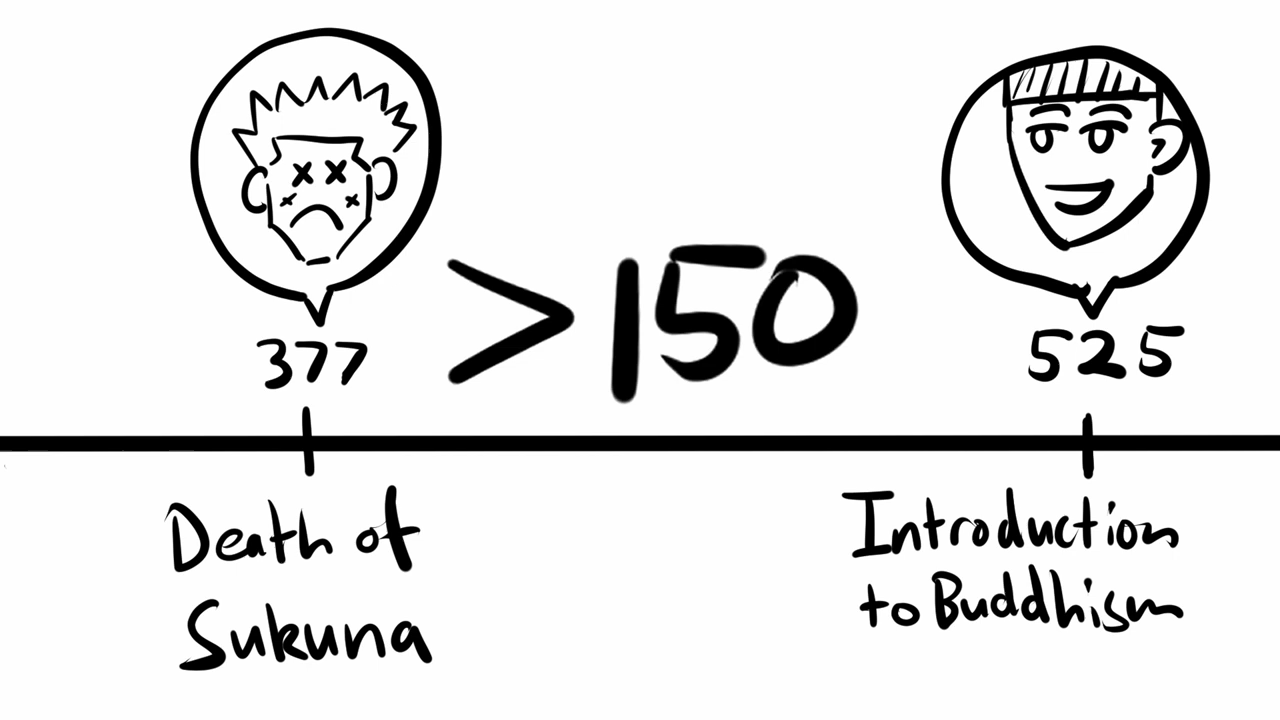 377
>150
525
Death of
Sukuna
Introduction
to Buddhism